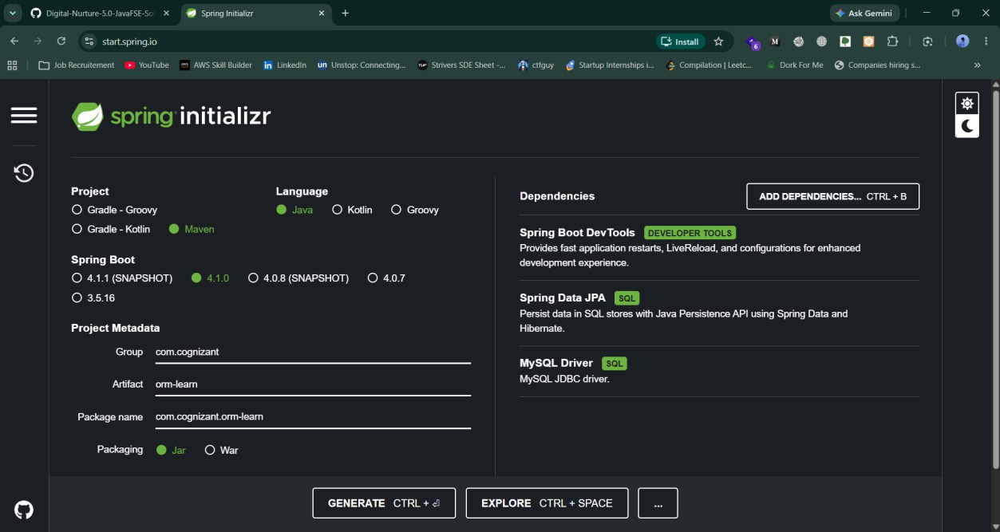 Digital-Nurture-5.0-JavaFSE-So
Spring Initializr
Ask Gemini
start.spring.io
Install
6
M
Job Recruitement
YouTube
AWS Skill Builder
LinkedIn
Unstop: Connecting...
Strivers SDE Sheet -...
ctfguy
Startup Internships i...
Compilation | Leetc...
Dork For Me
Companies hiring s...
spring initializr
Project
Gradle - Groovy
Gradle - Kotlin
Maven
Language
Java
Kotlin
Groovy
Spring Boot
4.1.1 (SNAPSHOT)
4.1.0
4.0.8 (SNAPSHOT)
4.0.7
3.5.16
Project Metadata
Group com.cognizant
Artifact orm-learn
Package name com.cognizant.orm-learn
Packaging Jar War
Dependencies
ADD DEPENDENCIES... CTRL + B
Spring Boot DevTools DEVELOPER TOOLS
Provides fast application restarts, LiveReload, and configurations for enhanced
development experience.
Spring Data JPA SQL
Persist data in SQL stores with Java Persistence API using Spring Data and
Hibernate.
MySQL Driver SQL
MySQL JDBC driver.
GENERATE CTRL + ⏎
EXPLORE CTRL + SPACE
...